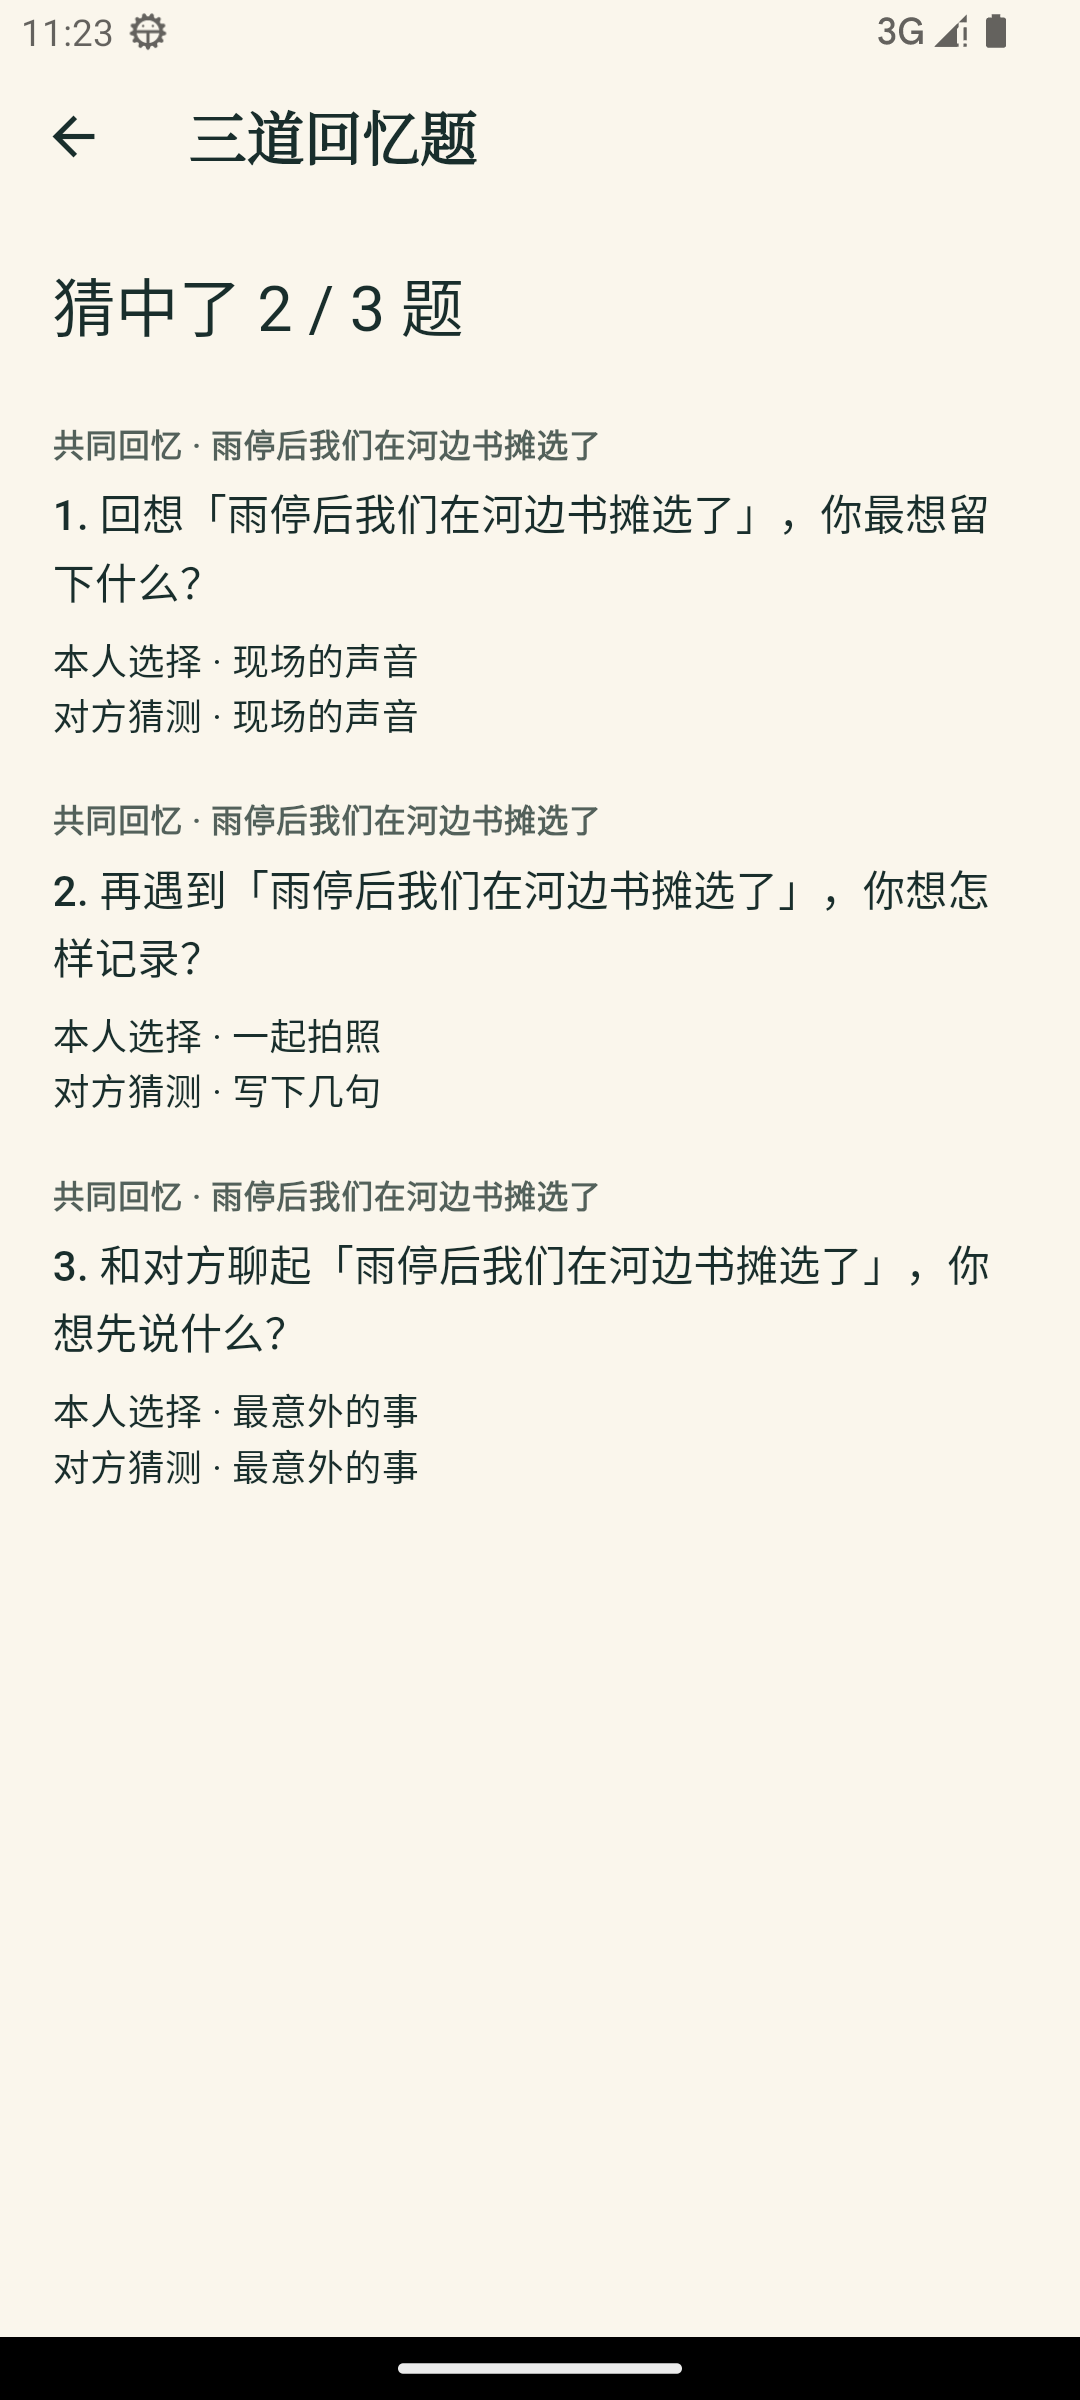 11:23
3G
三道回忆题
猜中了 2 / 3 题
共同回忆 · 雨停后我们在河边书摊选了
1. 回想「雨停后我们在河边书摊选了」，你最想留
下什么？
本人选择 · 现场的声音
对方猜测 · 现场的声音
共同回忆 · 雨停后我们在河边书摊选了
2. 再遇到「雨停后我们在河边书摊选了」，你想怎
样记录？
本人选择 · 一起拍照
对方猜测 · 写下几句
共同回忆 · 雨停后我们在河边书摊选了
3. 和对方聊起「雨停后我们在河边书摊选了」，你
想先说什么？
本人选择 · 最意外的事
对方猜测 · 最意外的事